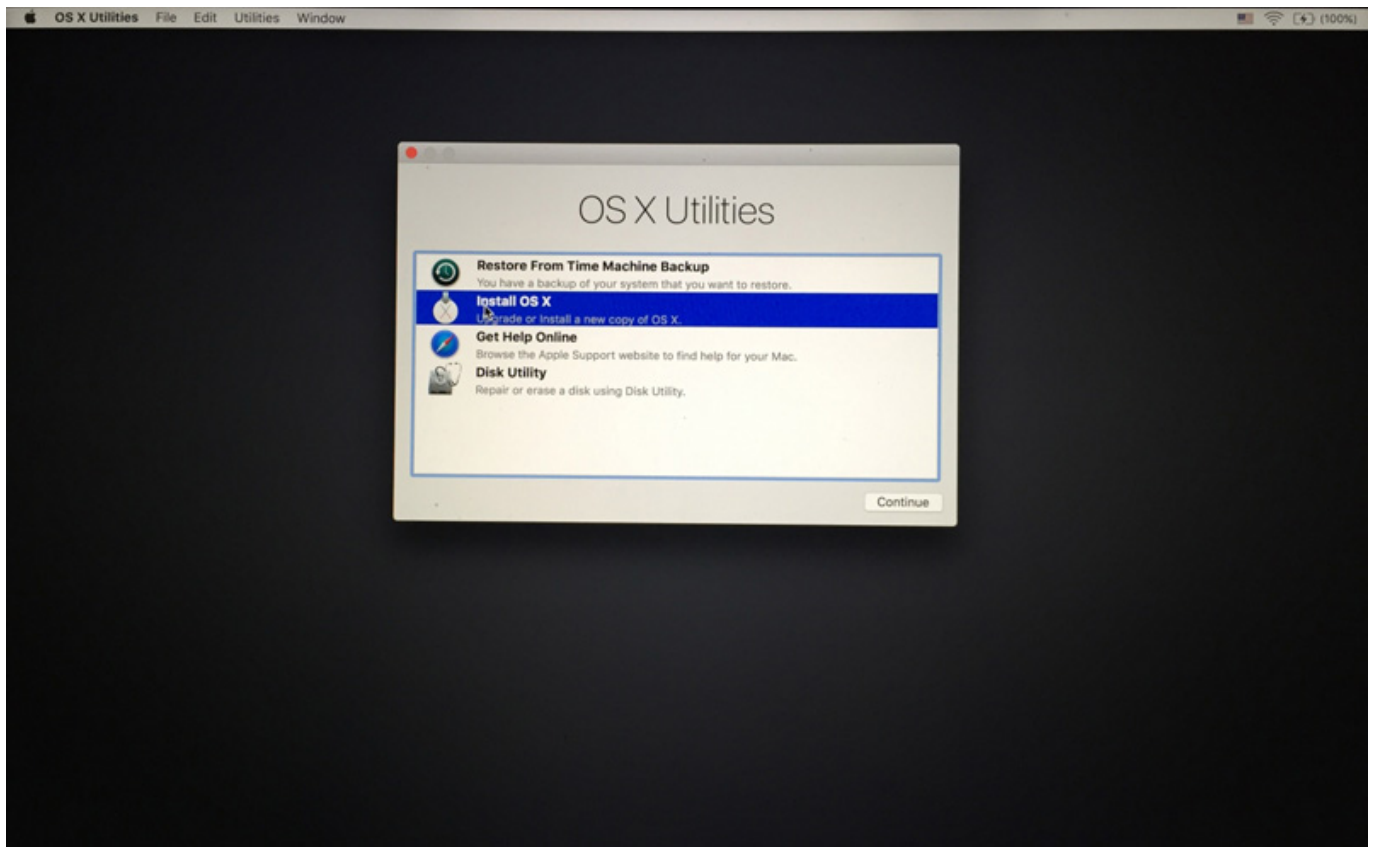 OS X Utilities File Edit Utilities Window (100%)
OS X Utilities
Restore From Time Machine Backup
You have a backup of your system that you want to restore.
Install OS X
Upgrade or Install a new copy of OS X.
Get Help Online
Browse the Apple Support website to find help for your Mac.
Disk Utility
Repair or erase a disk using Disk Utility.
Continue